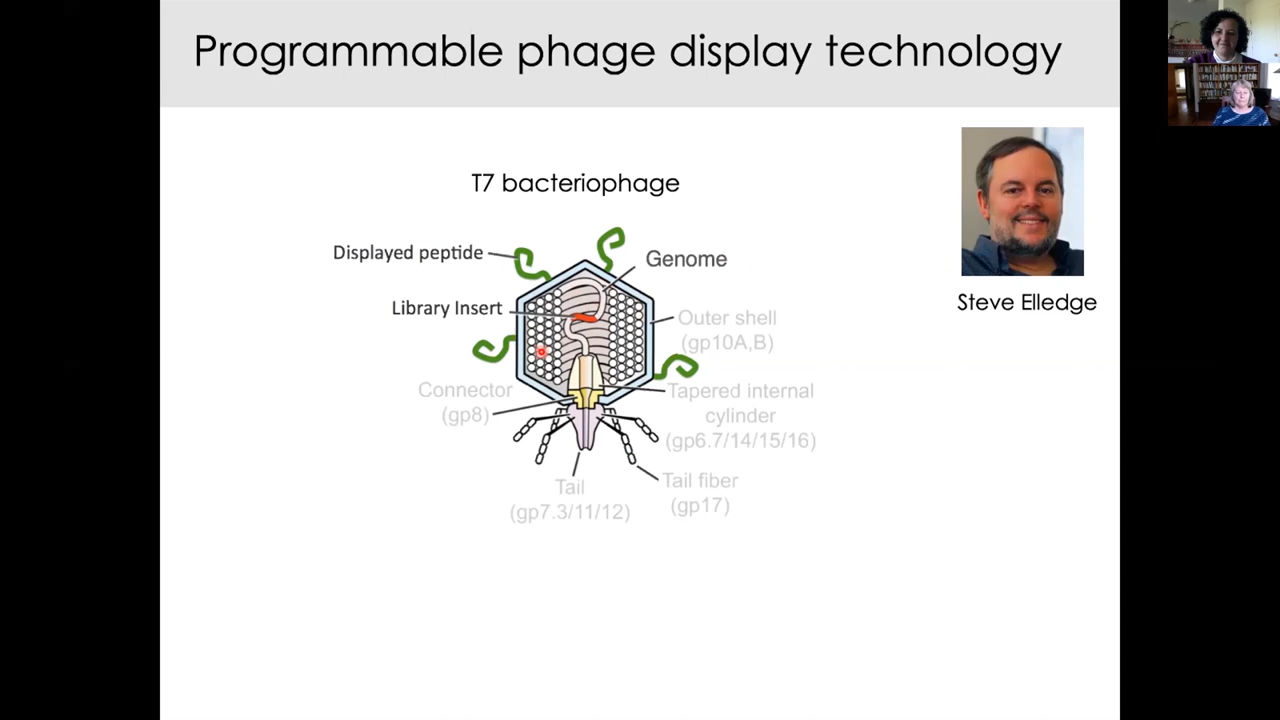 Programmable phage display technology
T7 bacteriophage
Displayed peptide
Genome
Library Insert
Outer shell
(gp10A,B)
Connector
(gp8)
Tapered internal
cylinder
(gp6.7/14/15/16)
Tail
(gp7.3/11/12)
Tail fiber
(gp17)
Steve Elledge